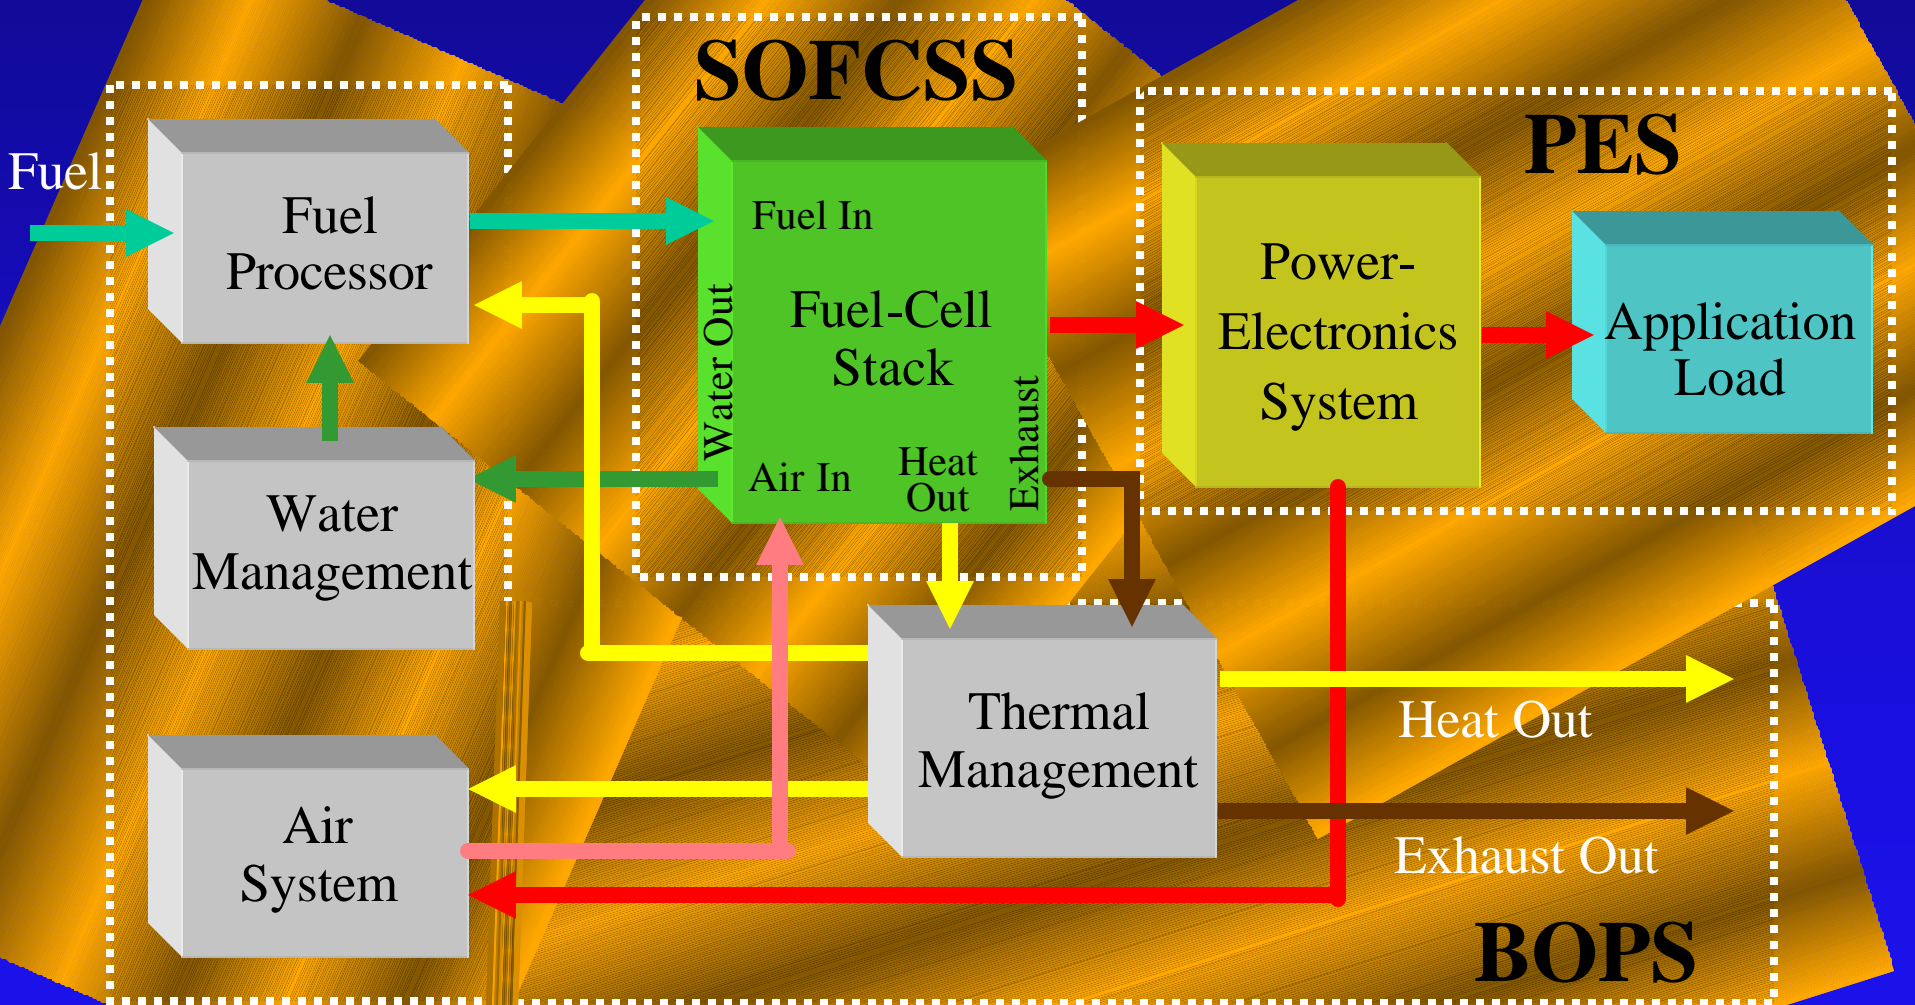 SOFCSS
PES
Fuel
Fuel
Processor
Fuel In
Fuel-Cell
Stack
Water Out
Air In
Heat
Out
Exhaust
Power-
Electronics
System
Application
Load
Water
Management
Thermal
Management
Heat Out
Air
System
Exhaust Out
BOPS